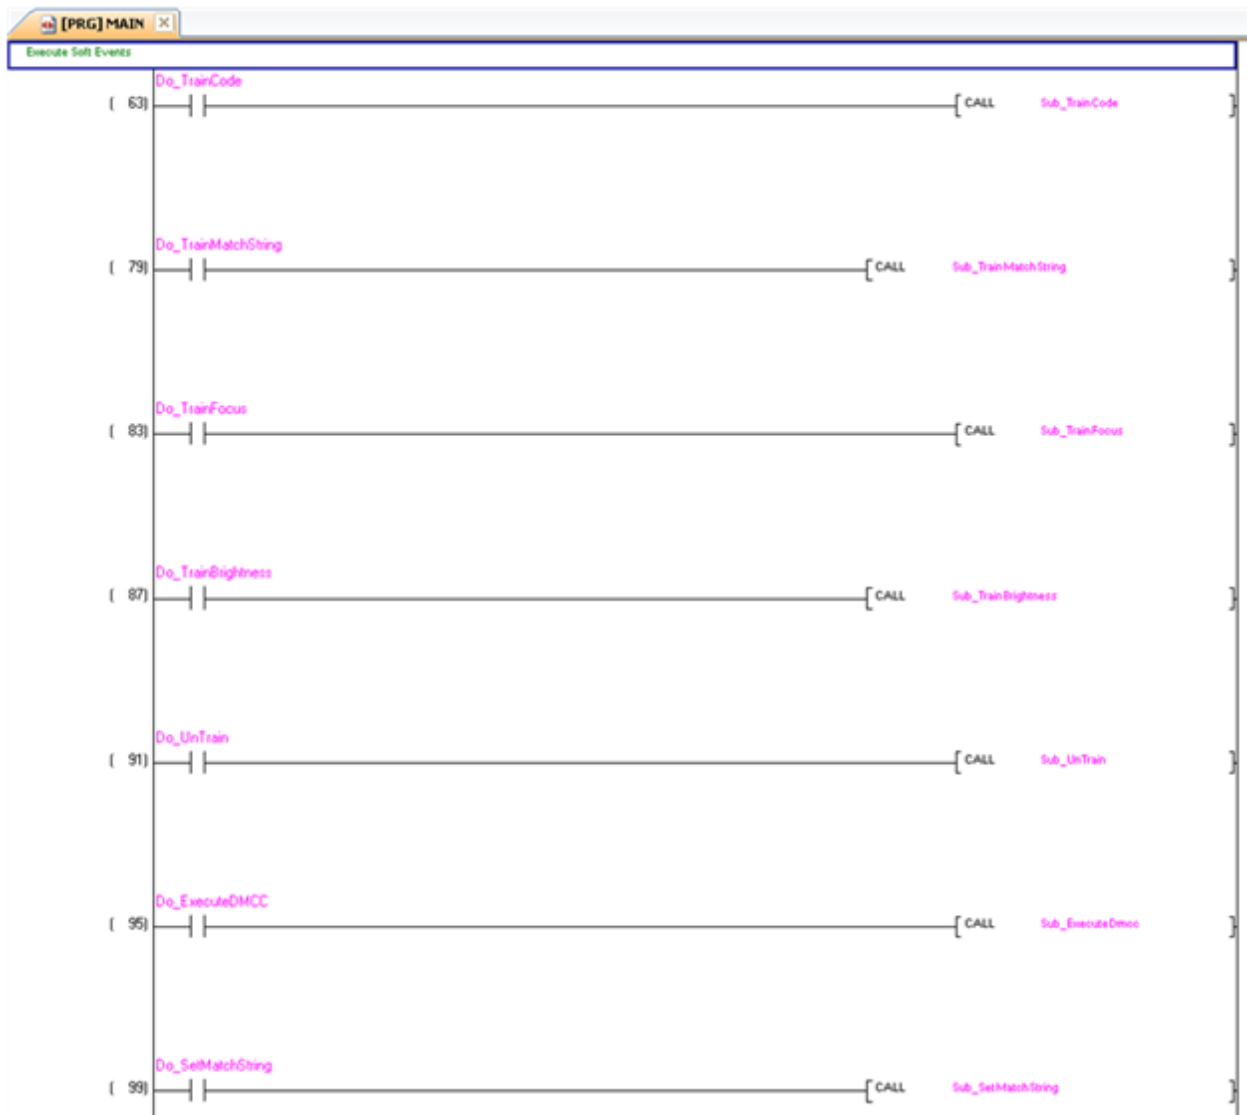 [PRG] MAIN
Execute Soft Events
Do_TrainCode
( 63) CALL Sub_TrainCode
Do_TrainMatchString
( 79) CALL Sub_TrainMatchString
Do_TrainFocus
( 83) CALL Sub_TrainFocus
Do_TrainBrightness
( 87) CALL Sub_TrainBrightness
Do_UnTrain
( 91) CALL Sub_UnTrain
Do_ExecuteDMCC
( 95) CALL Sub_ExecuteDmcc
Do_SetMatchString
( 99) CALL Sub_SetMatchString